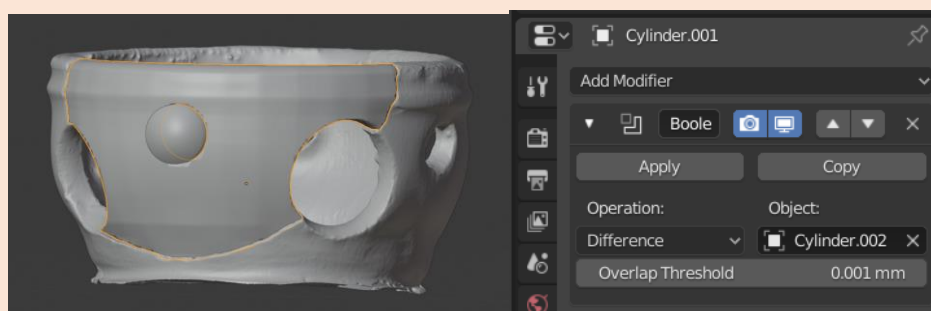 Cylinder.001
Add Modifier
Boole
Apply Copy
Operation: Object:
Difference Cylinder.002
Overlap Threshold 0.001 mm